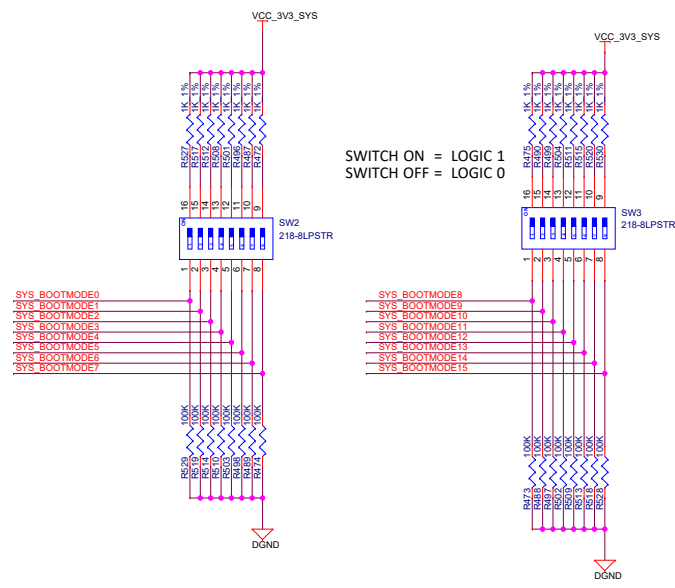 VCC_3V3_SYS
1K 1% 1K 1% 1K 1% 1K 1% 1K 1% 1K 1% 1K 1% 1K 1%
R527 R517 R512 R508 R501 R496 R487 R472
16 15 14 13 12 11 10 9
ON
SW2
218-8LPSTR
1 2 3 4 5 6 7 8
SYS_BOOTMODE0
SYS_BOOTMODE1
SYS_BOOTMODE2
SYS_BOOTMODE3
SYS_BOOTMODE4
SYS_BOOTMODE5
SYS_BOOTMODE6
SYS_BOOTMODE7
100K 100K 100K 100K 100K 100K 100K 100K
R529 R519 R514 R510 R503 R498 R489 R474
DGND
SWITCH ON = LOGIC 1
SWITCH OFF = LOGIC 0
VCC_3V3_SYS
1K 1% 1K 1% 1K 1% 1K 1% 1K 1% 1K 1% 1K 1% 1K 1%
R475 R490 R499 R504 R511 R515 R520 R530
16 15 14 13 12 11 10 9
ON
SW3
218-8LPSTR
1 2 3 4 5 6 7 8
SYS_BOOTMODE8
SYS_BOOTMODE9
SYS_BOOTMODE10
SYS_BOOTMODE11
SYS_BOOTMODE12
SYS_BOOTMODE13
SYS_BOOTMODE14
SYS_BOOTMODE15
100K 100K 100K 100K 100K 100K 100K 100K
R473 R488 R497 R502 R509 R513 R518 R528
DGND